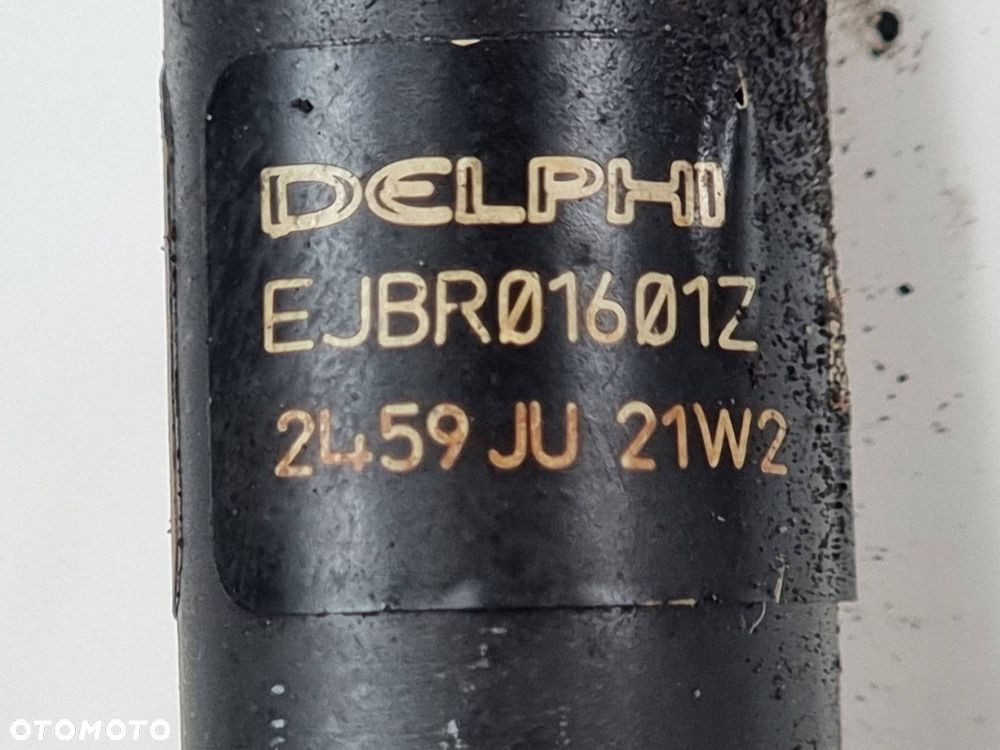 DELPHI
EJBR01601Z
2459 JU 21W2
OTOMOTO